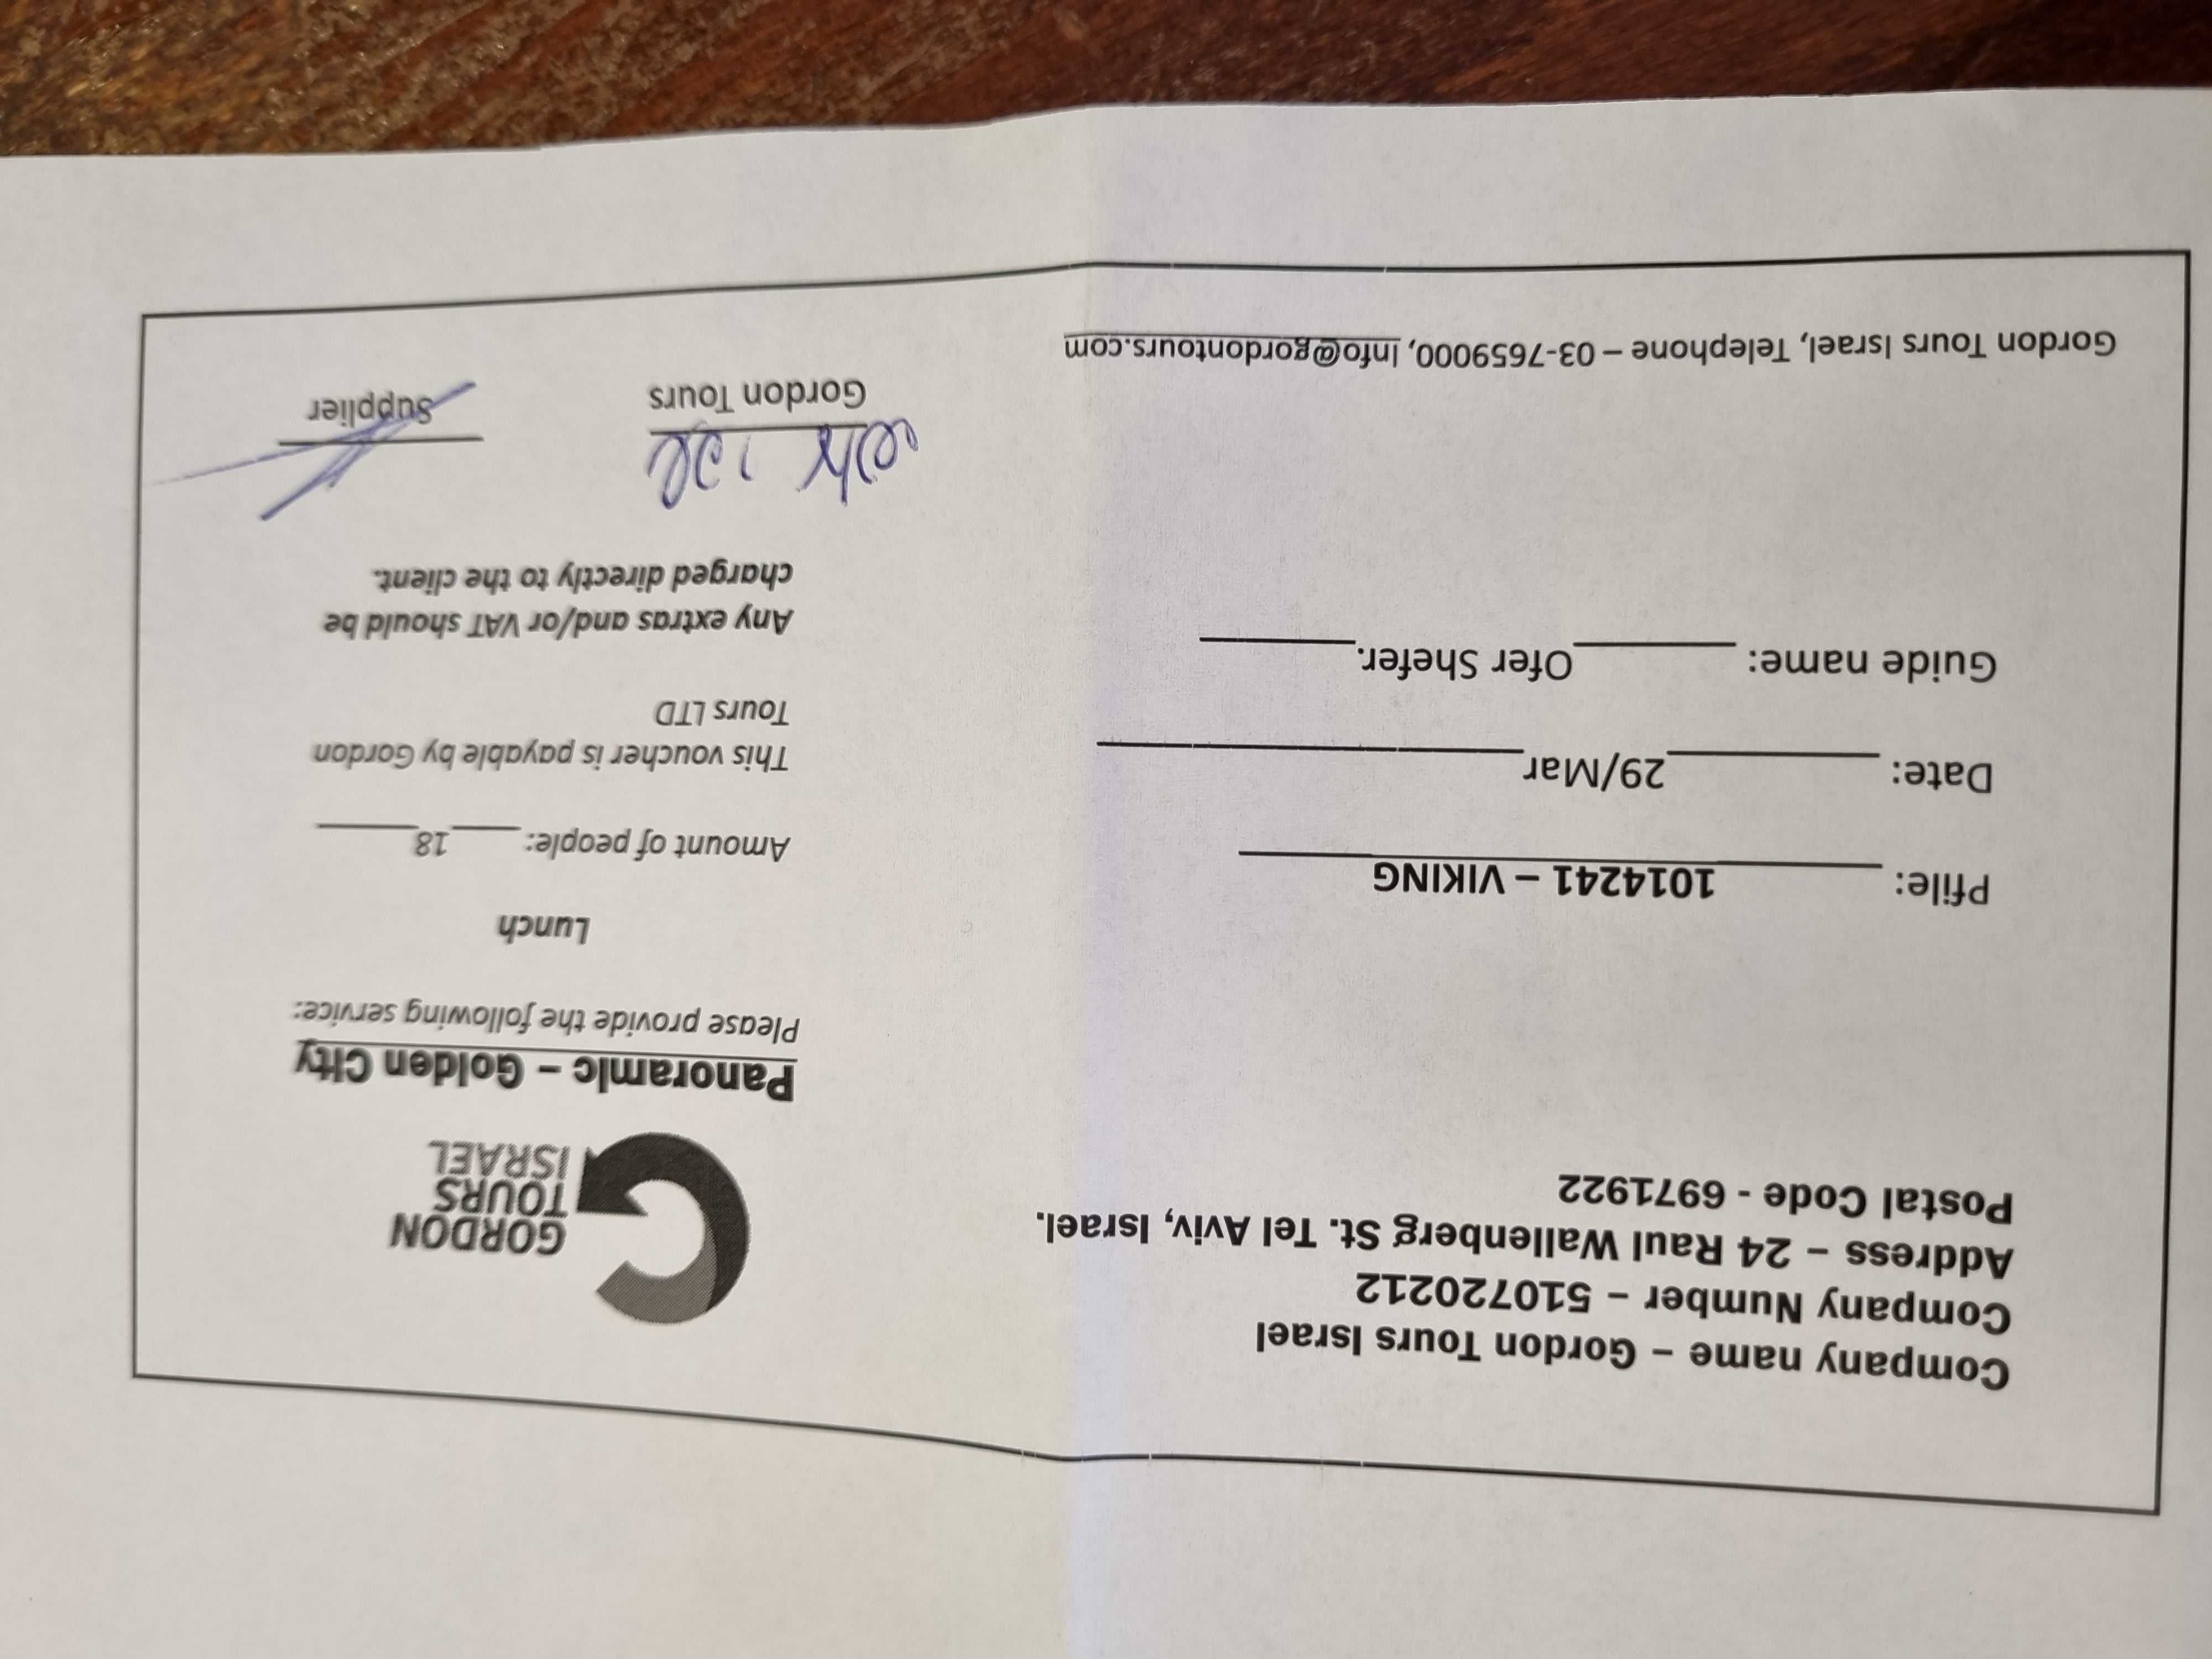 Company name – Gordon Tours Israel
Company Number – 510720212
Address – 24 Raul Wallenberg St. Tel Aviv, Israel.
Postal Code - 6971922
Pfile: 1014241 – VIKING
Date: 29/Mar
Guide name: Ofer Shefer.
Gordon Tours Israel, Telephone – 03-7659000, Info@gordontours.com
GORDON
TOURS
ISRAEL
Panoramic – Golden City
Please provide the following service:
Lunch
Amount of people: 18
This voucher is payable by Gordon
Tours LTD
Any extras and/or VAT should be
charged directly to the client.
Gordon Tours
Supplier